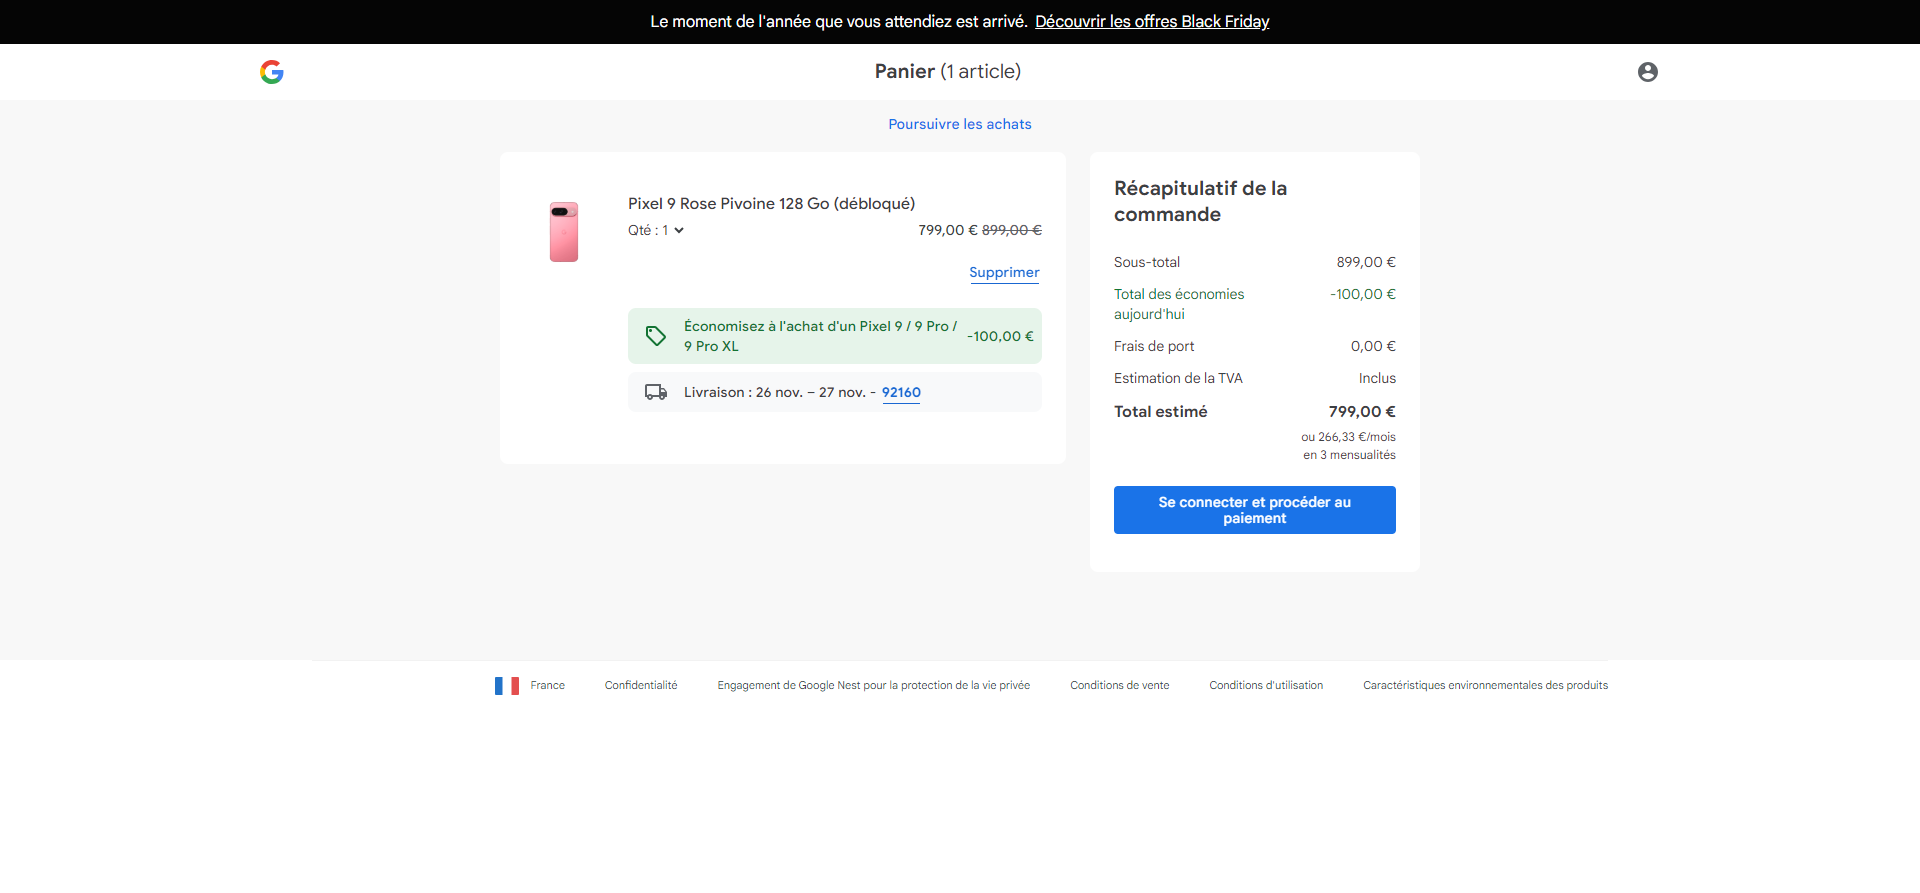 Le moment de l'année que vous attendiez est arrivé. Découvrir les offres Black Friday
Panier (1 article)
Poursuivre les achats
Pixel 9 Rose Pivoine 128 Go (débloqué)
Qté : 1
799,00 € 899,00 €
Supprimer
Économisez à l'achat d'un Pixel 9 / 9 Pro /
9 Pro XL
-100,00 €
Livraison : 26 nov. – 27 nov. - 92160
Récapitulatif de la
commande
Sous-total 899,00 €
Total des économies
aujourd'hui
-100,00 €
Frais de port 0,00 €
Estimation de la TVA Inclus
Total estimé 799,00 €
ou 266,33 €/mois
en 3 mensualités
Se connecter et procéder au
paiement
France Confidentialité Engagement de Google Nest pour la protection de la vie privée Conditions de vente Conditions d'utilisation Caractéristiques environnementales des produits